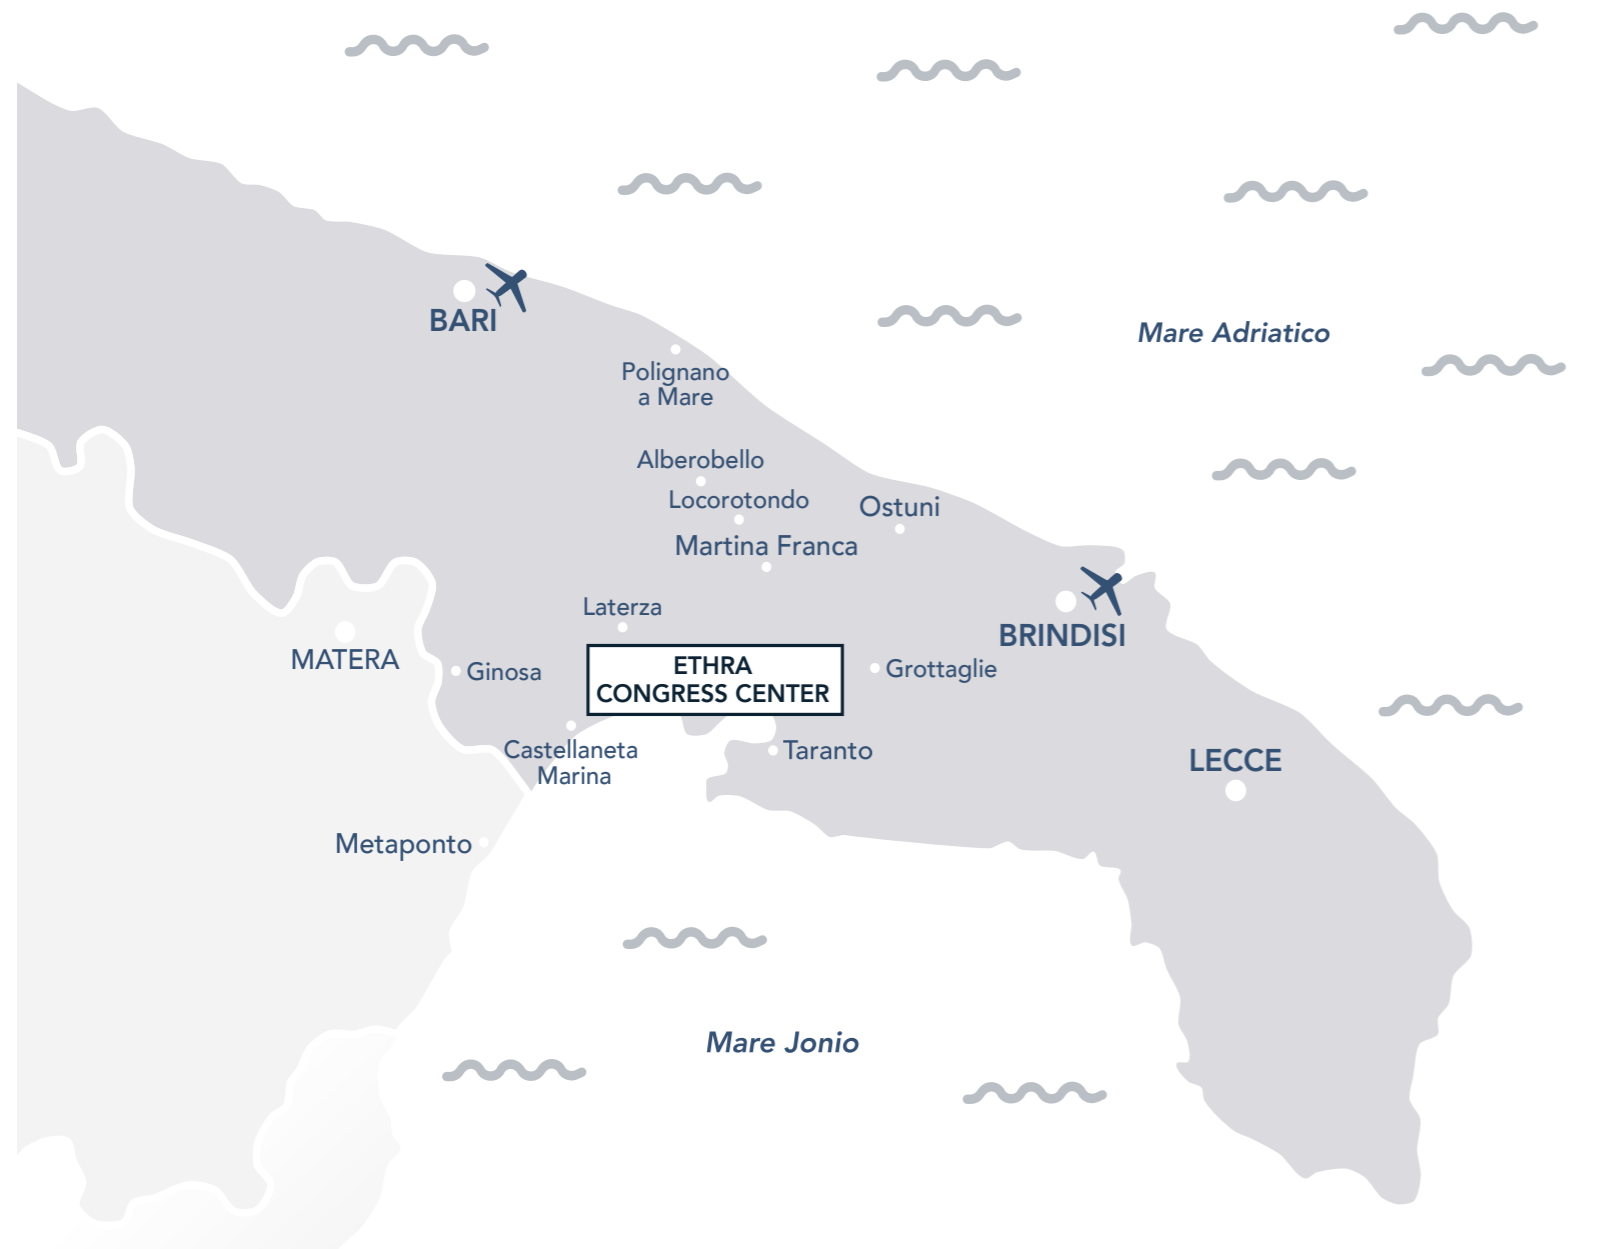 BARI
Mare Adriatico
Polignano
a Mare
Alberobello
Locorotondo
Ostuni
Martina Franca
Laterza
BRINDISI
MATERA
Ginosa
ETHRA
CONGRESS CENTER
Grottaglie
Castellaneta
Marina
Taranto
LECCE
Metaponto
Mare Jonio